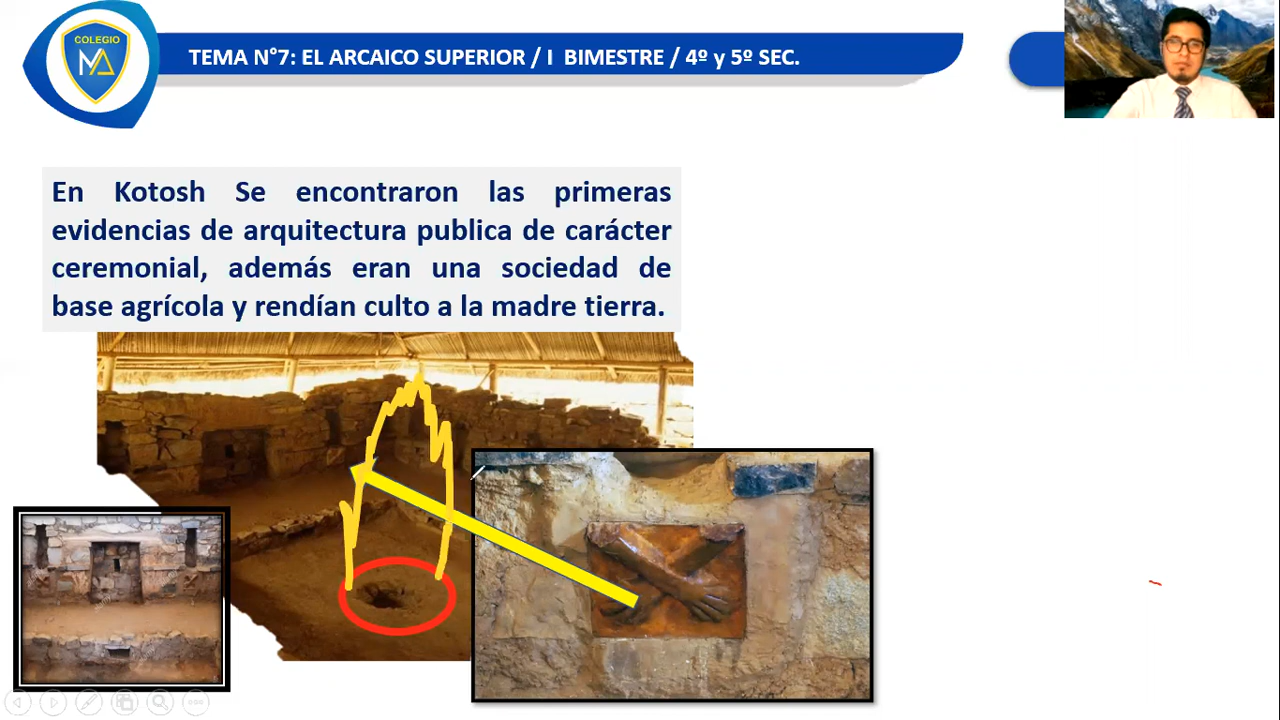 COLEGIO
MA
TEMA N°7: EL ARCAICO SUPERIOR / I BIMESTRE / 4º y 5º SEC.
En Kotosh Se encontraron las primeras
evidencias de arquitectura publica de carácter
ceremonial, además eran una sociedad de
base agrícola y rendían culto a la madre tierra.